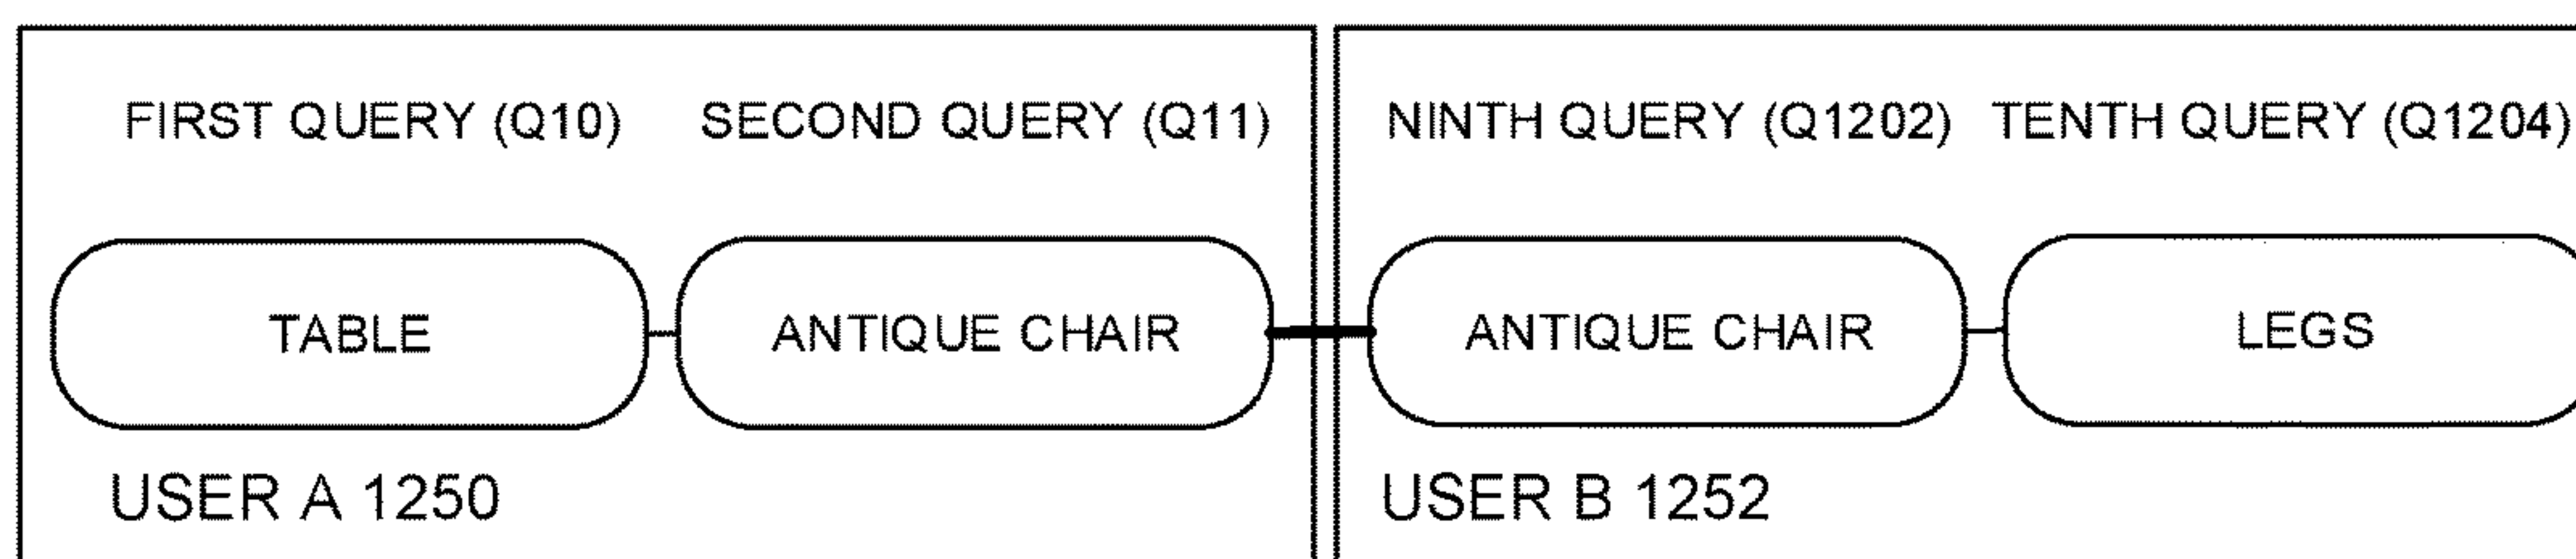 FIRST QUERY (Q10) SECOND QUERY (Q11) NINTH QUERY (Q1202) TENTH QUERY (Q1204)
TABLE ANTIQUE CHAIR ANTIQUE CHAIR LEGS
USER A 1250 USER B 1252